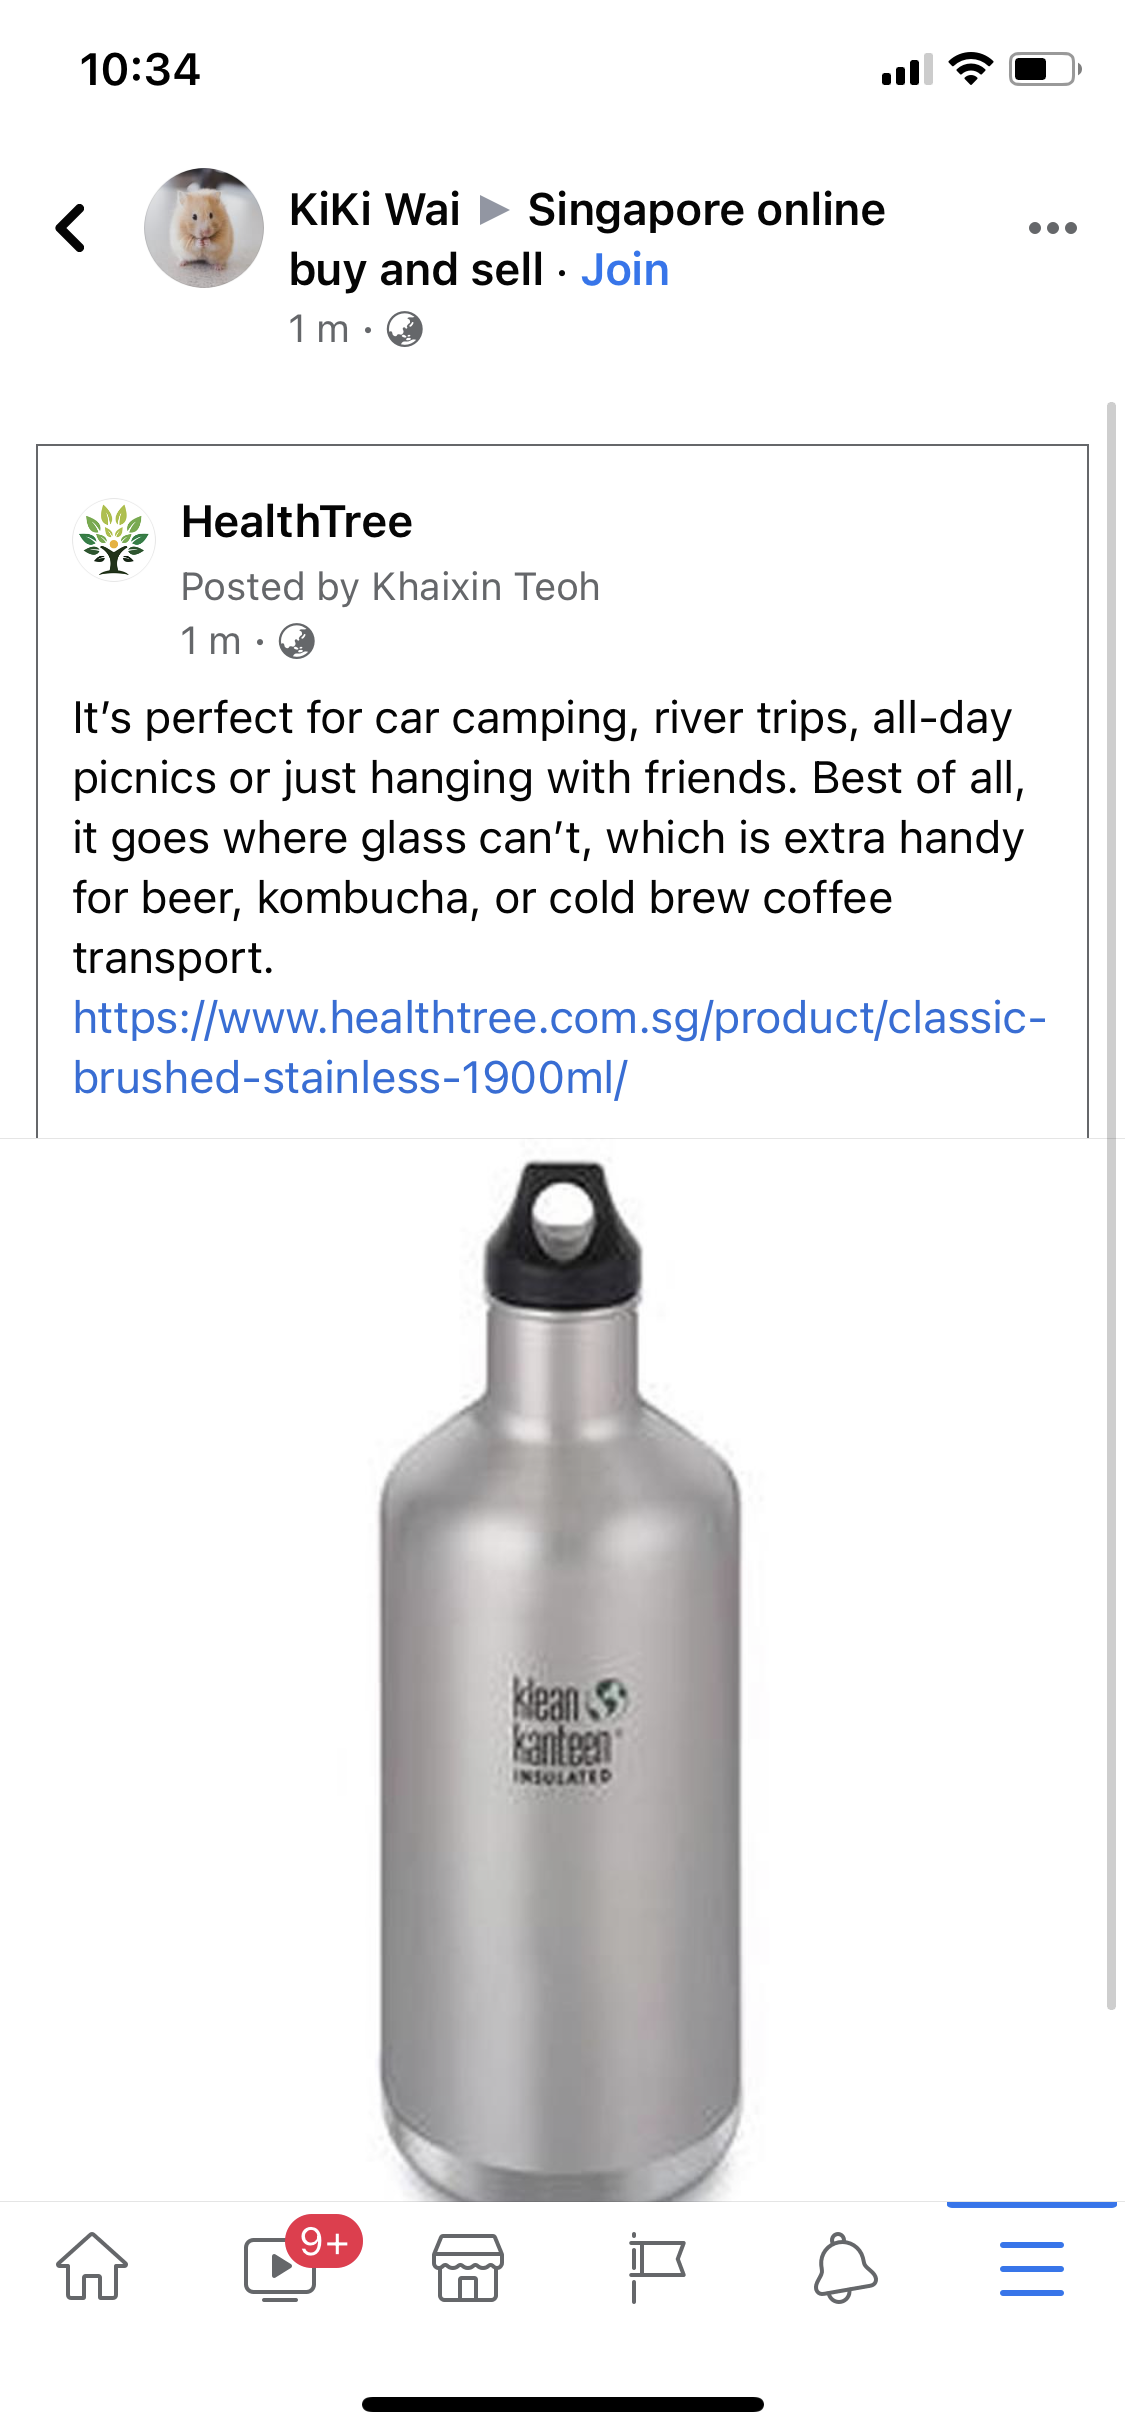 10:34
KiKi Wai ▶ Singapore online
buy and sell · Join
1 m ·
HealthTree
Posted by Khaixin Teoh
1 m ·
It’s perfect for car camping, river trips, all-day
picnics or just hanging with friends. Best of all,
it goes where glass can’t, which is extra handy
for beer, kombucha, or cold brew coffee
transport.
https://www.healthtree.com.sg/product/classic-
brushed-stainless-1900ml/
klean
kanteen
INSULATED
9+